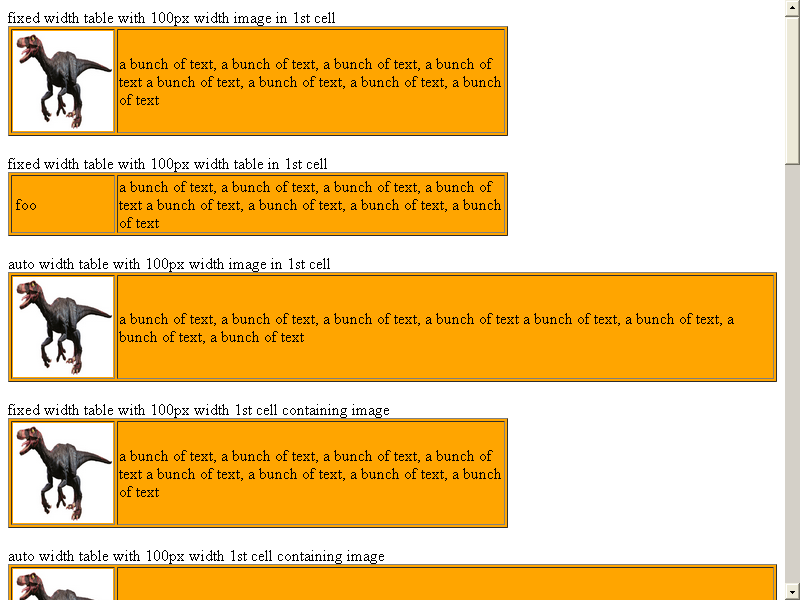 fixed width table with 100px width image in 1st cell
a bunch of text, a bunch of text, a bunch of text, a bunch of
text a bunch of text, a bunch of text, a bunch of text, a bunch
of text
fixed width table with 100px width table in 1st cell
foo
a bunch of text, a bunch of text, a bunch of text, a bunch of
text a bunch of text, a bunch of text, a bunch of text, a bunch
of text
auto width table with 100px width image in 1st cell
a bunch of text, a bunch of text, a bunch of text, a bunch of text a bunch of text, a bunch of text, a
bunch of text, a bunch of text
fixed width table with 100px width 1st cell containing image
a bunch of text, a bunch of text, a bunch of text, a bunch of
text a bunch of text, a bunch of text, a bunch of text, a bunch
of text
auto width table with 100px width 1st cell containing image